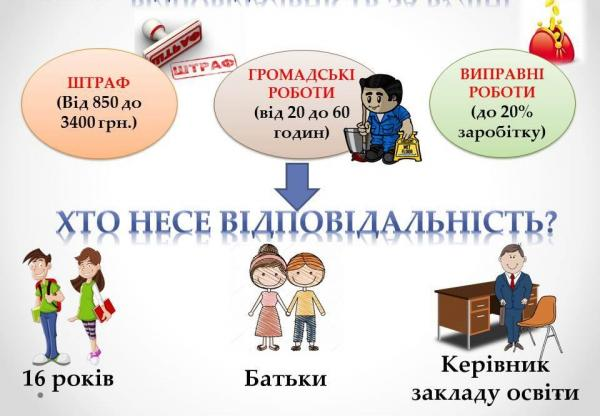 ШТРАФ
ШТРАФ
(Від 850 до
3400 грн.)
ГРОМАДСЬКІ
РОБОТИ
(від 20 до 60
годин)
ВИПРАВНІ
РОБОТИ
(до 20%
заробітку)
ХТО НЕСЕ ВІДПОВІДАЛЬНІСТЬ?
16 років
Батьки
Керівник
закладу освіти